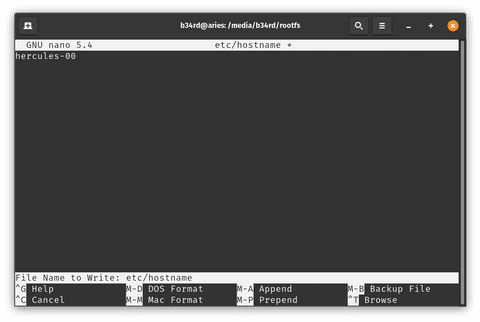 b34rd@aries: /media/b34rd/rootfs
GNU nano 5.4 etc/hostname *
hercules-00
File Name to Write: etc/hostname
^G Help M-D DOS Format M-A Append M-B Backup File
^C Cancel M-M Mac Format M-P Prepend ^T Browse